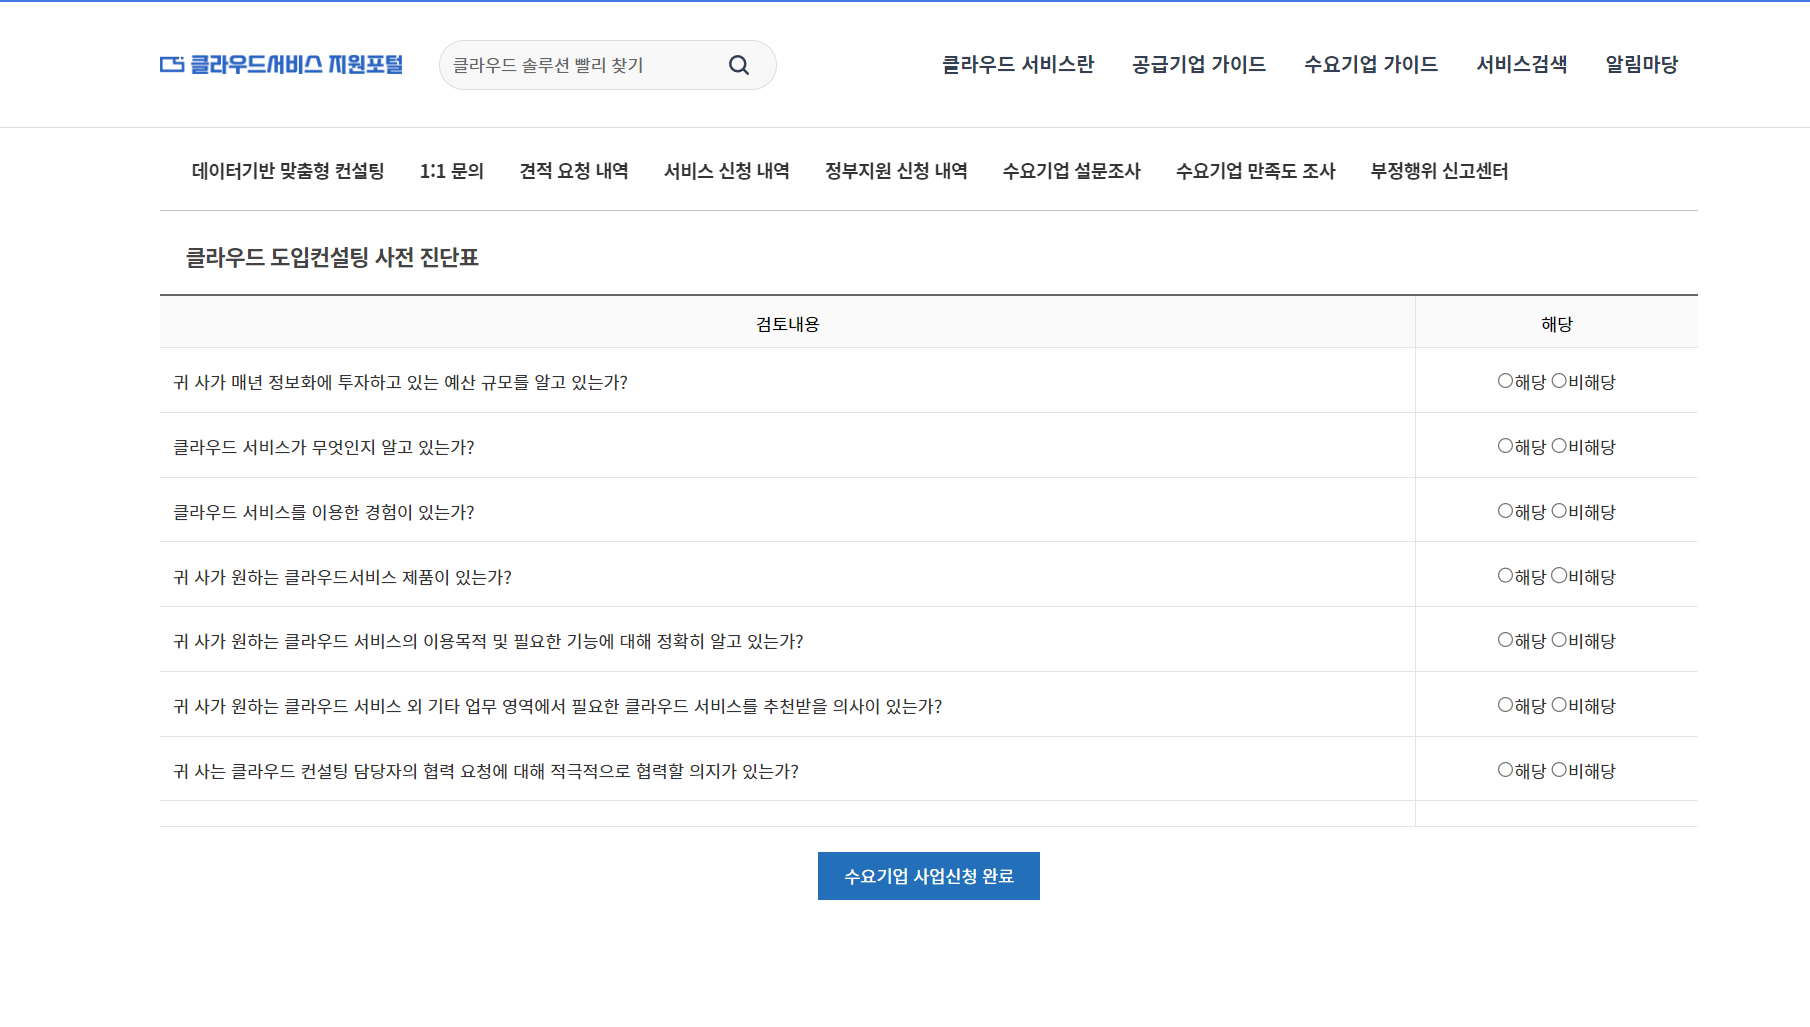 클라우드서비스 지원포털
클라우드 솔루션 빨리 찾기
클라우드 서비스란 공급기업 가이드 수요기업 가이드 서비스검색 알림마당
데이터기반 맞춤형 컨설팅 1:1 문의 견적 요청 내역 서비스 신청 내역 정부지원 신청 내역 수요기업 설문조사 수요기업 만족도 조사 부정행위 신고센터
클라우드 도입컨설팅 사전 진단표
검토내용 해당
귀 사가 매년 정보화에 투자하고 있는 예산 규모를 알고 있는가? 해당 비해당
클라우드 서비스가 무엇인지 알고 있는가? 해당 비해당
클라우드 서비스를 이용한 경험이 있는가? 해당 비해당
귀 사가 원하는 클라우드서비스 제품이 있는가? 해당 비해당
귀 사가 원하는 클라우드 서비스의 이용목적 및 필요한 기능에 대해 정확히 알고 있는가? 해당 비해당
귀 사가 원하는 클라우드 서비스 외 기타 업무 영역에서 필요한 클라우드 서비스를 추천받을 의사이 있는가? 해당 비해당
귀 사는 클라우드 컨설팅 담당자의 협력 요청에 대해 적극적으로 협력할 의지가 있는가? 해당 비해당
수요기업 사업신청 완료